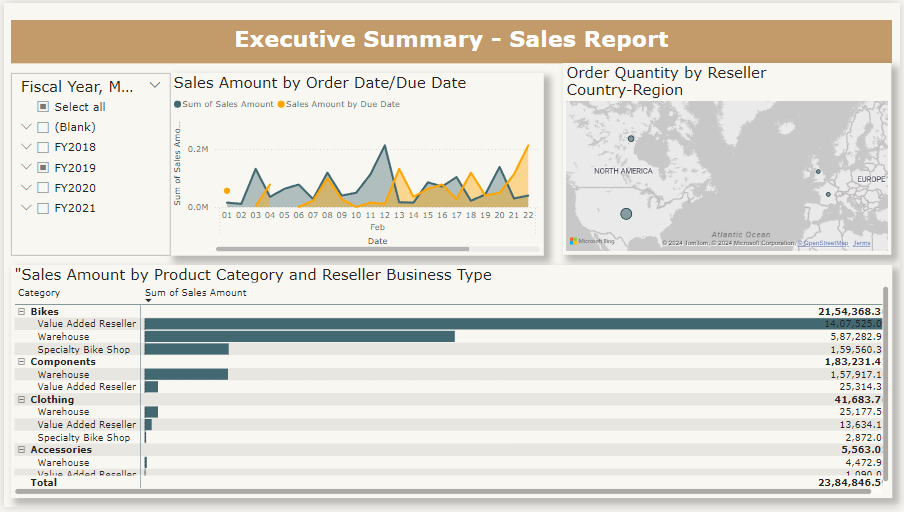 Executive Summary - Sales Report
Fiscal Year, M...
Select all
(Blank)
FY2018
FY2019
FY2020
FY2021
Sales Amount by Order Date/Due Date
Sum of Sales Amount Sales Amount by Due Date
Sum of Sales Amo...
0.2M
0.0M
01 02 03 04 05 06 07 08 09 10 11 12 13 14 15 16 17 18 19 20 21 22
Feb
Date
Order Quantity by Reseller
Country-Region
NORTH AMERICA
EUROPE
Atlantic Ocean
Microsoft Bing
© 2024 TomTom, © 2024 Microsoft Corporation, © OpenStreetMap Terms
"Sales Amount by Product Category and Reseller Business Type
Category Sum of Sales Amount
Bikes 21,54,368.3
Value Added Reseller 14,07,525.0
Warehouse 5,87,282.9
Specialty Bike Shop 1,59,560.3
Components 1,83,231.4
Warehouse 1,57,917.1
Value Added Reseller 25,314.3
Clothing 41,683.7
Warehouse 25,177.5
Value Added Reseller 13,634.1
Specialty Bike Shop 2,872.0
Accessories 5,563.0
Warehouse 4,472.9
Value Added Reseller 1,090.0
Total 23,84,846.5